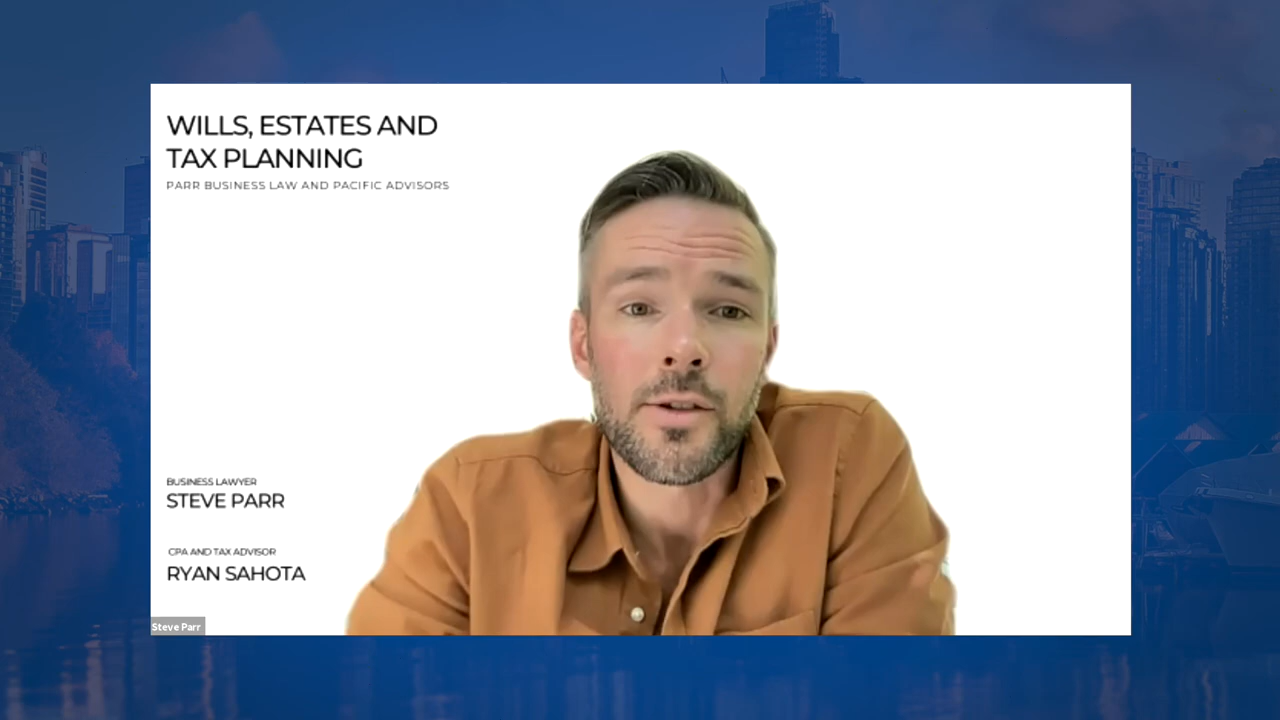 WILLS, ESTATES AND
TAX PLANNING
PARR BUSINESS LAW AND PACIFIC ADVISORS
BUSINESS LAWYER
STEVE PARR
CPA AND TAX ADVISOR
RYAN SAHOTA
Steve Parr